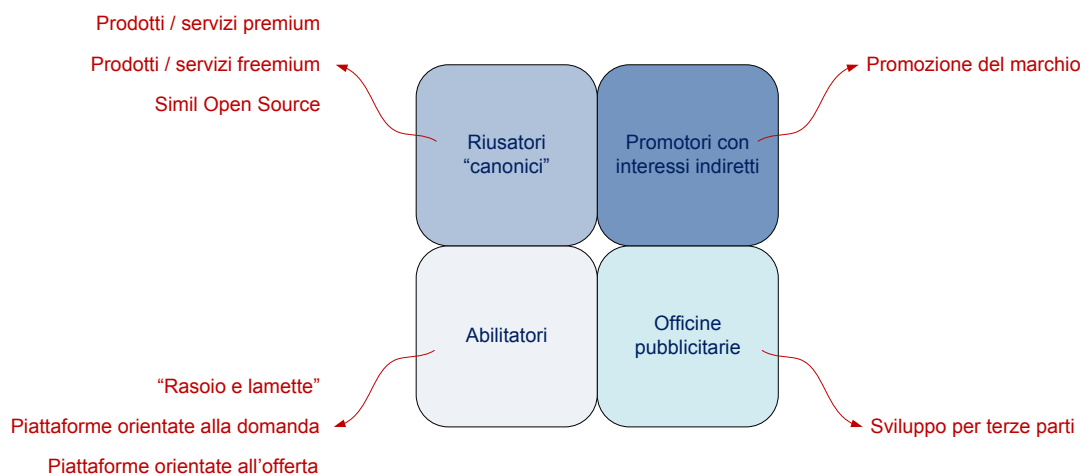 Prodotti / servizi premium
Prodotti / servizi freemium
Simil Open Source
Promozione del marchio
Riusatori
“canonici”
Promotori con
interessi indiretti
Abilitatori
Officine
pubblicitarie
“Rasoio e lamette”
Piattaforme orientate alla domanda
Piattaforme orientate all’offerta
Sviluppo per terze parti